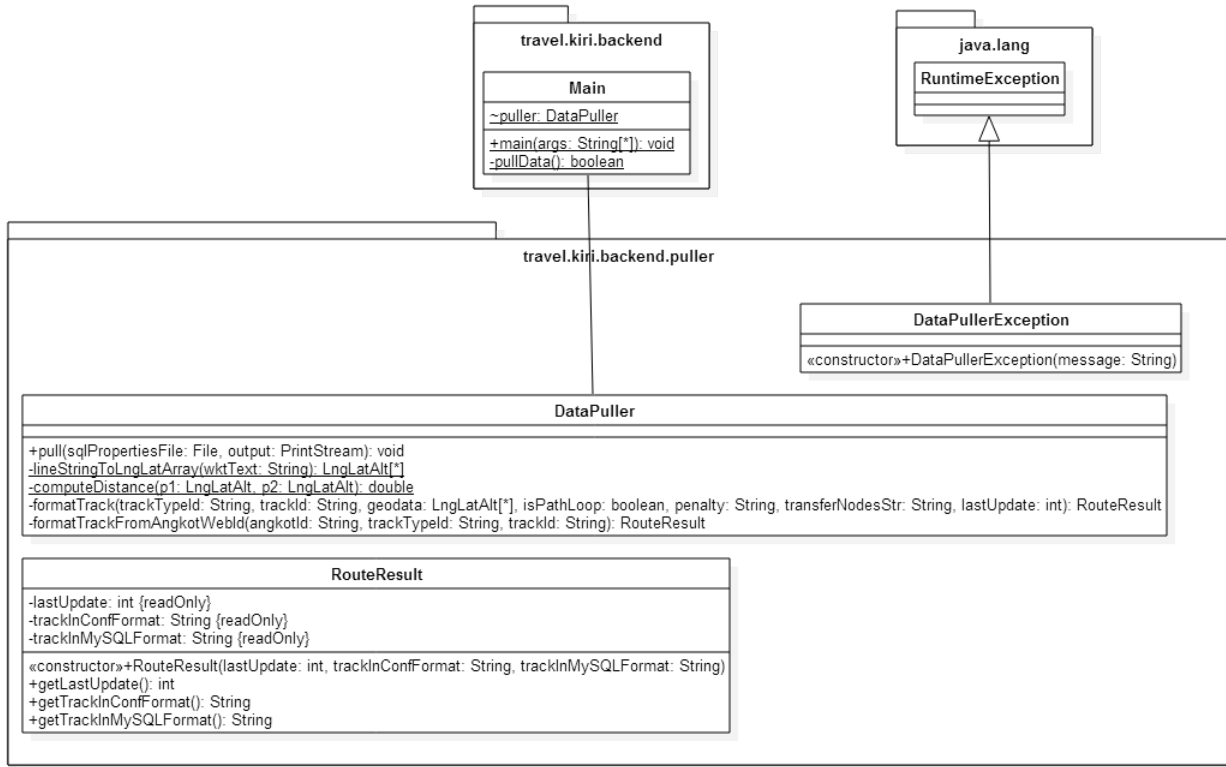 travel.kiri.backend
Main
~puller: DataPuller
+main(args: String[*]): void
-pullData(): boolean
java.lang
RuntimeException
travel.kiri.backend.puller
DataPullerException
«constructor»+DataPullerException(message: String)
DataPuller
+pull(sqlPropertiesFile: File, output: PrintStream): void
-lineStringToLngLatArray(wktText: String): LngLatAlt[*]
-computeDistance(p1: LngLatAlt, p2: LngLatAlt): double
-formatTrack(trackTypeId: String, trackId: String, geodata: LngLatAlt[*], isPathLoop: boolean, penalty: String, transferNodesStr: String, lastUpdate: int): RouteResult
-formatTrackFromAngkotWebId(angkotId: String, trackTypeId: String, trackId: String): RouteResult
RouteResult
-lastUpdate: int {readOnly}
-trackInConfFormat: String {readOnly}
-trackInMySQLFormat: String {readOnly}
«constructor»+RouteResult(lastUpdate: int, trackInConfFormat: String, trackInMySQLFormat: String)
+getLastUpdate(): int
+getTrackInConfFormat(): String
+getTrackInMySQLFormat(): String